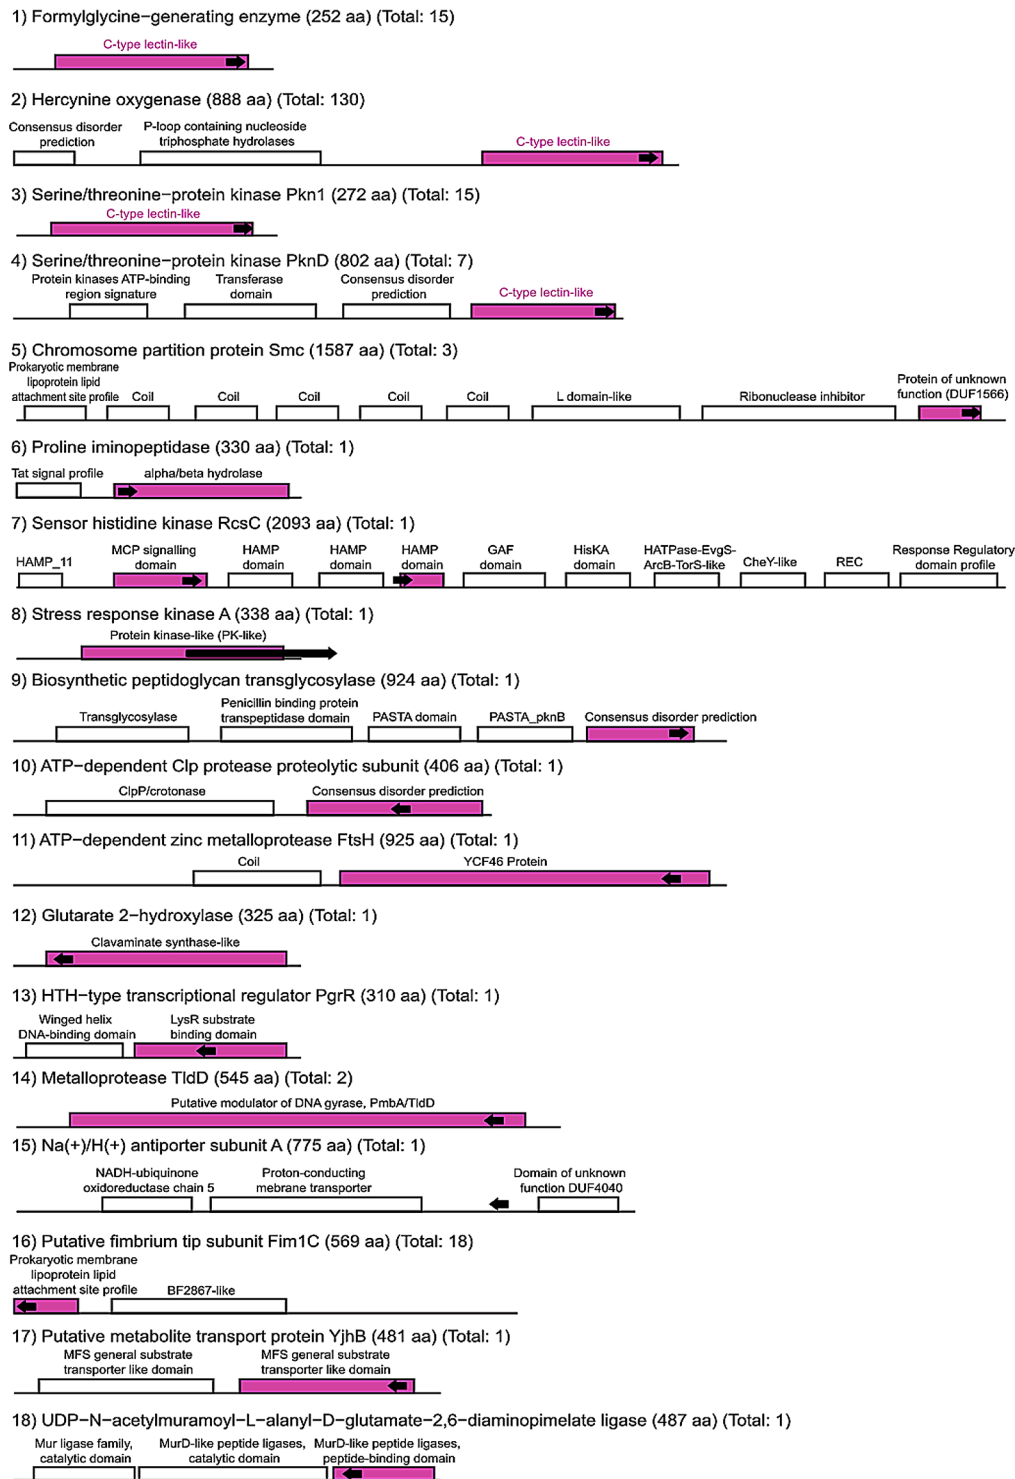 1) Formylglycine−generating enzyme (252 aa) (Total: 15)
C-type lectin-like
2) Hercynine oxygenase (888 aa) (Total: 130)
Consensus disorder
prediction
P-loop containing nucleoside
triphosphate hydrolases
C-type lectin-like
3) Serine/threonine−protein kinase Pkn1 (272 aa) (Total: 15)
C-type lectin-like
4) Serine/threonine−protein kinase PknD (802 aa) (Total: 7)
Protein kinases ATP-binding
region signature
Transferase
domain
Consensus disorder
prediction
C-type lectin-like
5) Chromosome partition protein Smc (1587 aa) (Total: 3)
Prokaryotic membrane
lipoprotein lipid
attachment site profile
Coil
Coil
Coil
Coil
Coil
L domain-like
Ribonuclease inhibitor
Protein of unknown
function (DUF1566)
6) Proline iminopeptidase (330 aa) (Total: 1)
Tat signal profile
alpha/beta hydrolase
7) Sensor histidine kinase RcsC (2093 aa) (Total: 1)
HAMP_11
MCP signalling
domain
HAMP
domain
HAMP
domain
HAMP
domain
GAF
domain
HisKA
domain
HATPase-EvgS-
ArcB-TorS-like
CheY-like
REC
Response Regulatory
domain profile
8) Stress response kinase A (338 aa) (Total: 1)
Protein kinase-like (PK-like)
9) Biosynthetic peptidoglycan transglycosylase (924 aa) (Total: 1)
Transglycosylase
Penicillin binding protein
transpeptidase domain
PASTA domain
PASTA_pknB
Consensus disorder prediction
10) ATP−dependent Clp protease proteolytic subunit (406 aa) (Total: 1)
ClpP/crotonase
Consensus disorder prediction
11) ATP−dependent zinc metalloprotease FtsH (925 aa) (Total: 1)
Coil
YCF46 Protein
12) Glutarate 2−hydroxylase (325 aa) (Total: 1)
Clavaminate synthase-like
13) HTH−type transcriptional regulator PgrR (310 aa) (Total: 1)
Winged helix
DNA-binding domain
LysR substrate
binding domain
14) Metalloprotease TldD (545 aa) (Total: 2)
Putative modulator of DNA gyrase, PmbA/TldD
15) Na(+)/H(+) antiporter subunit A (775 aa) (Total: 1)
NADH-ubiquinone
oxidoreductase chain 5
Proton-conducting
mebrane transporter
Domain of unknown
function DUF4040
16) Putative fimbrium tip subunit Fim1C (569 aa) (Total: 18)
Prokaryotic membrane
lipoprotein lipid
attachment site profile
BF2867-like
17) Putative metabolite transport protein YjhB (481 aa) (Total: 1)
MFS general substrate
transporter like domain
MFS general substrate
transporter like domain
18) UDP−N−acetylmuramoyl−L−alanyl−D−glutamate−2,6−diaminopimelate ligase (487 aa) (Total: 1)
Mur ligase family,
catalytic domain
MurD-like peptide ligases,
catalytic domain
MurD-like peptide ligases,
peptide-binding domain